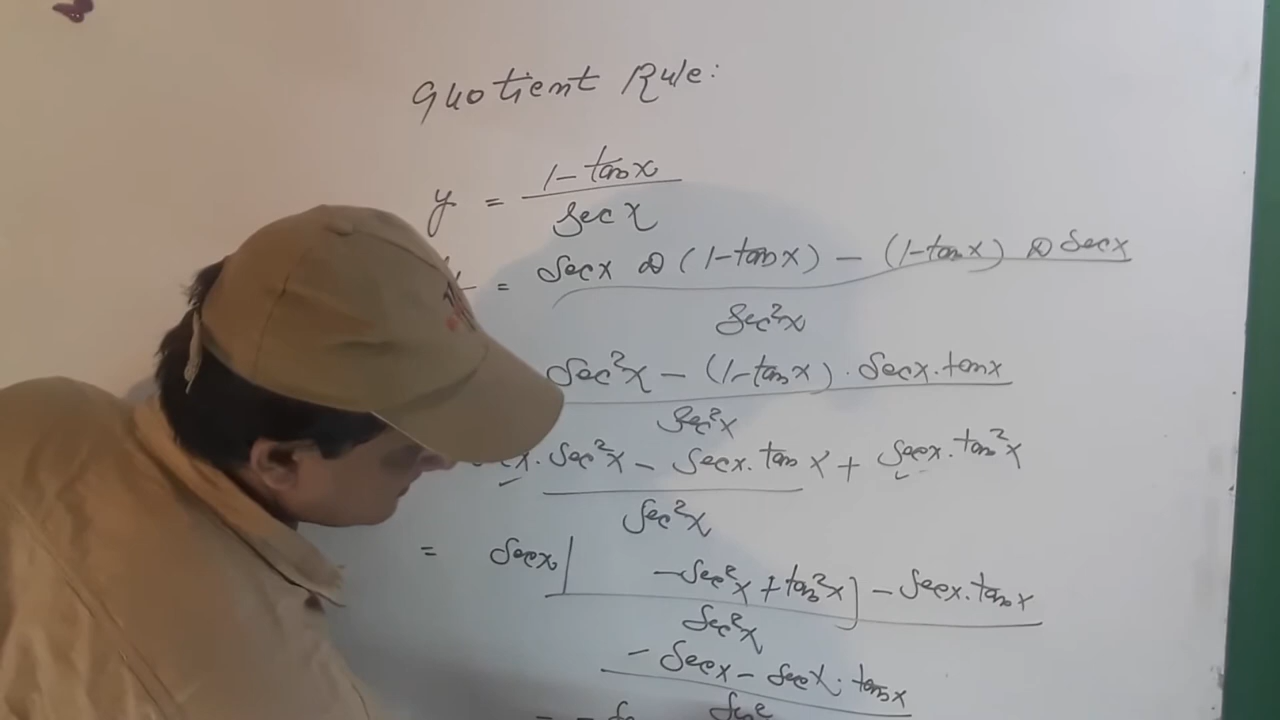 Quotient Rule:
y = 1 - tan x / sec x
= Sec x D (1 - tan x) - (1 - tan x) D Sec x / Sec²x
Sec²x - (1 - tan x) . Sec x . tan x / Sec²x
x . Sec²x - Sec x . tan x + Sec x . tan²x / Sec²x
= Sec x [ - Sec²x + tan²x ] - Sec x . tan x / Sec²x
- Sec x - Sec x . tan x